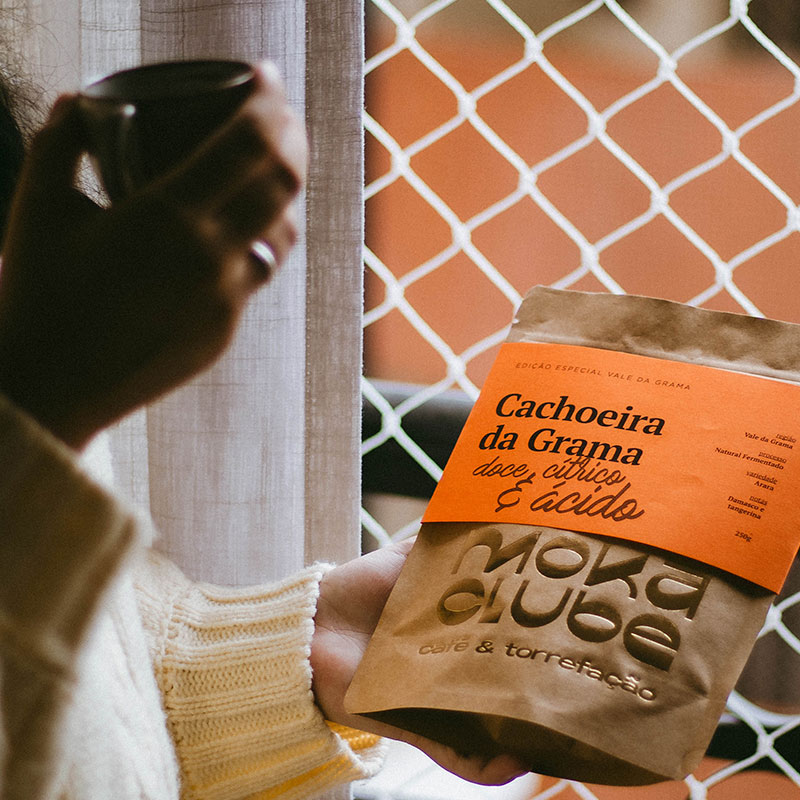 EDIÇÃO ESPECIAL VALE DA GRAMA
Cachoeira
da Grama
doce, cítrico
& ácido
região
Vale da Grama
processo
Natural Fermentado
variedade
Arara
notas
Damasco e
tangerina
250g
moka
clube
café & torrefação